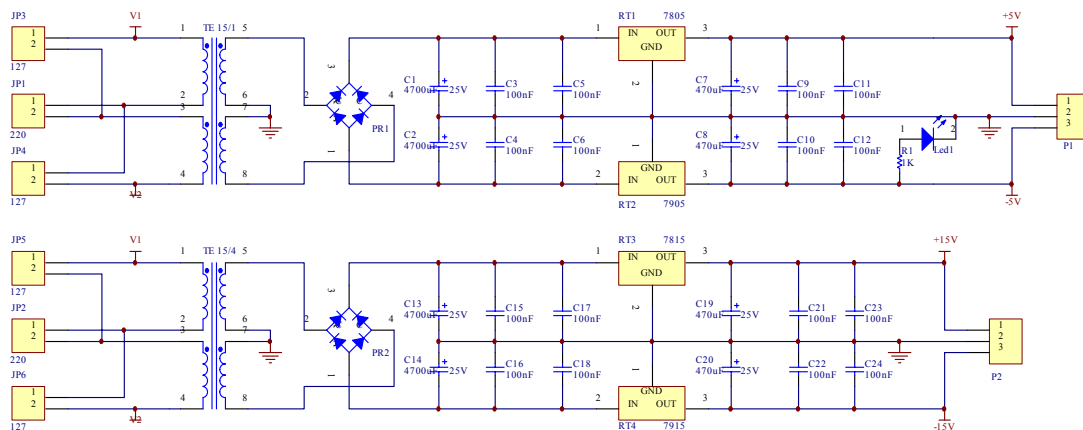 JP3 V1 TE 15/1 RT1 7805 +5V
1 1 5 1 IN OUT 3
2 GND
127
3 C1 C3 C5 2 C7 C9 C11
JP1 4700uF 25V 100nF 100nF 470uF 25V 100nF 100nF
1 2 6 2 4
2 3 7 1
220 PR1 2
3
JP4 C2 C4 C6 1 C8 C10 C12 1 2 P1
1 4700uF 25V 100nF 100nF 470uF 25V 100nF 100nF R1 Led1
2 1 GND 1K
127 4 8 2 IN OUT 3
V2 RT2 7905 -5V
JP5 V1 TE 15/4 RT3 7815 +15V
1 1 5 1 IN OUT 3
2 GND
127
3 C13 C15 C17 2 C19 C21 C23
JP2 4700uF 25V 100nF 100nF 470uF 25V 100nF 100nF
1 2 6 2 4 1
2 3 7 2
220 PR2 3
JP6 C14 C16 C18 1 C20 C22 C24 P2
1 4700uF 25V 100nF 100nF 470uF 25V 100nF 100nF
2 1 GND
127 4 8 2 IN OUT 3
V2 RT4 7915 -15V